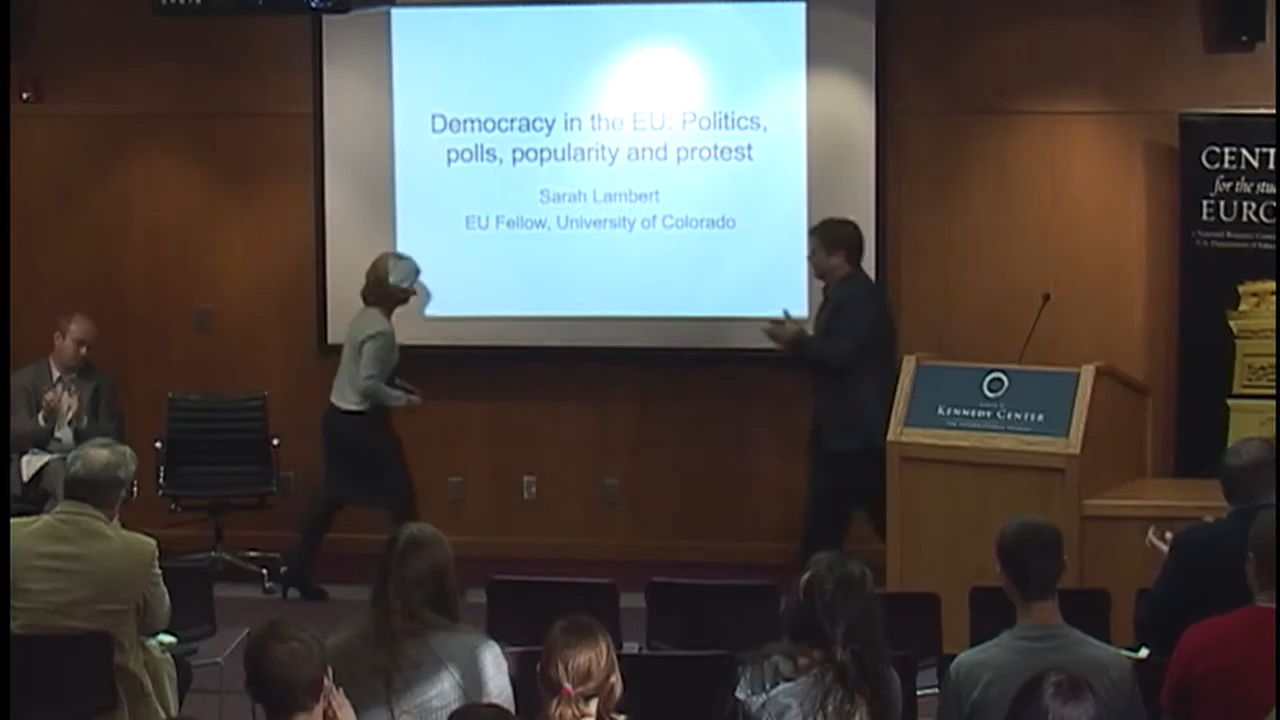 Democracy in the EU. Politics,
polls, popularity and protest
Sarah Lambert
EU Fellow, University of Colorado
CENT
for the stu
EURO
KENNEDY CENTER